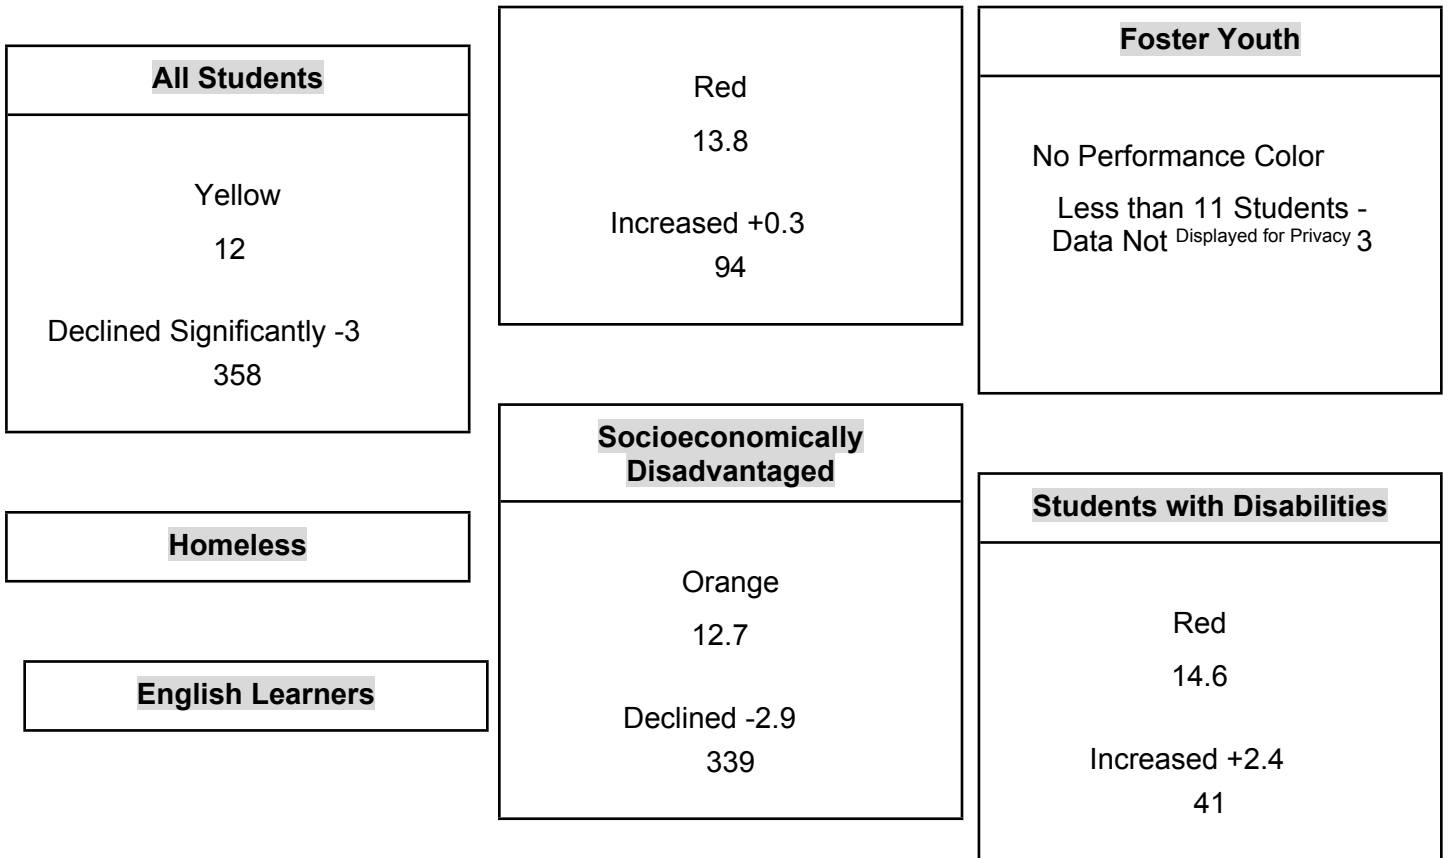 All Students
Yellow
12
Declined Significantly -3
358
Homeless
English Learners
Red
13.8
Increased +0.3
94
Socioeconomically
Disadvantaged
Orange
12.7
Declined -2.9
339
Foster Youth
No Performance Color
Less than 11 Students -
Data Not Displayed for Privacy 3
Students with Disabilities
Red
14.6
Increased +2.4
41